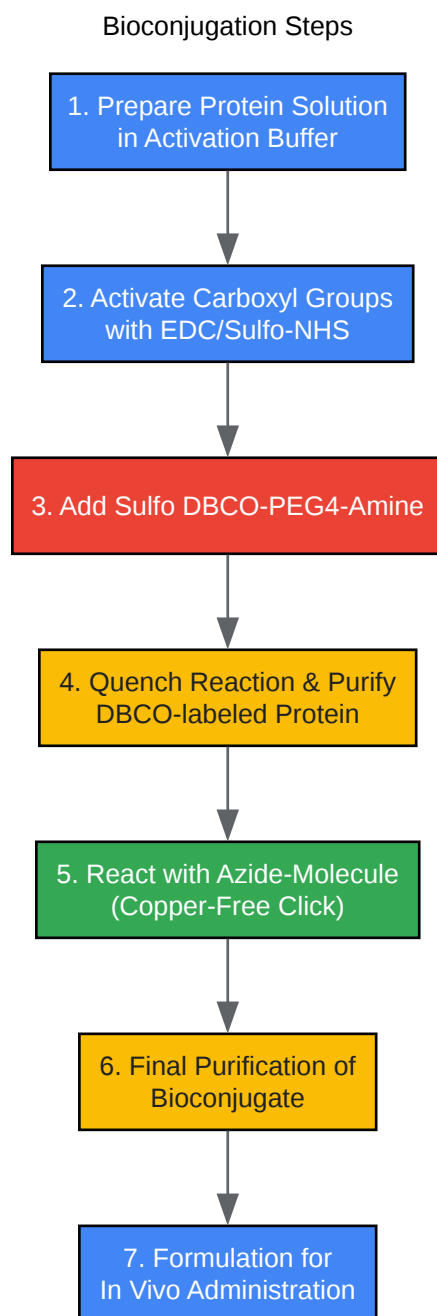 Bioconjugation Steps
1. Prepare Protein Solution
in Activation Buffer
2. Activate Carboxyl Groups
with EDC/Sulfo-NHS
3. Add Sulfo DBCO-PEG4-Amine
4. Quench Reaction & Purify
DBCO-labeled Protein
5. React with Azide-Molecule
(Copper-Free Click)
6. Final Purification of
Bioconjugate
7. Formulation for
In Vivo Administration